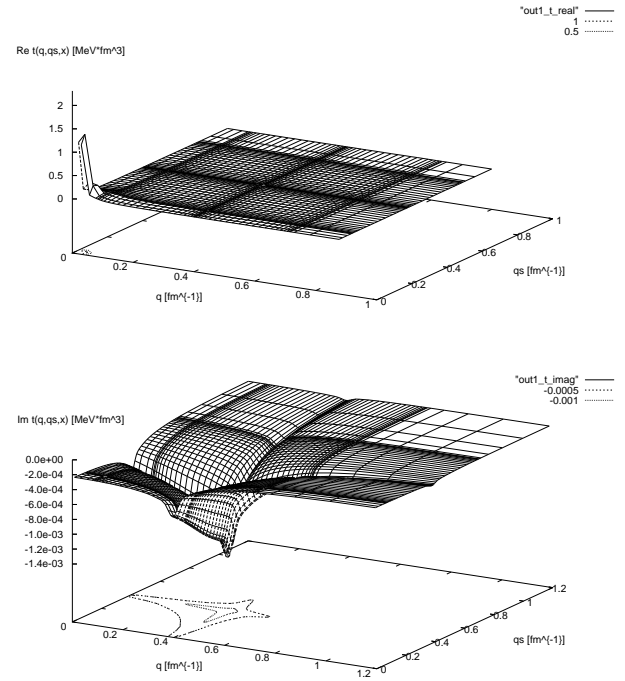 "out1_t_real"
1
0.5
Re t(q,qs,x) [MeV*fm^3]
2
1.5
1
0.5
0
0
0.2
0.4
0.6
0.8
1
q [fm^{-1}]
0
0.2
0.4
0.6
0.8
1
qs [fm^{-1}]
"out1_t_imag"
-0.0005
-0.001
Im t(q,qs,x) [MeV*fm^3]
0.0e+00
-2.0e-04
-4.0e-04
-6.0e-04
-8.0e-04
-1.0e-03
-1.2e-03
-1.4e-03
0
0.2
0.4
0.6
0.8
1
1.2
q [fm^{-1}]
0
0.2
0.4
0.6
0.8
1
1.2
qs [fm^{-1}]